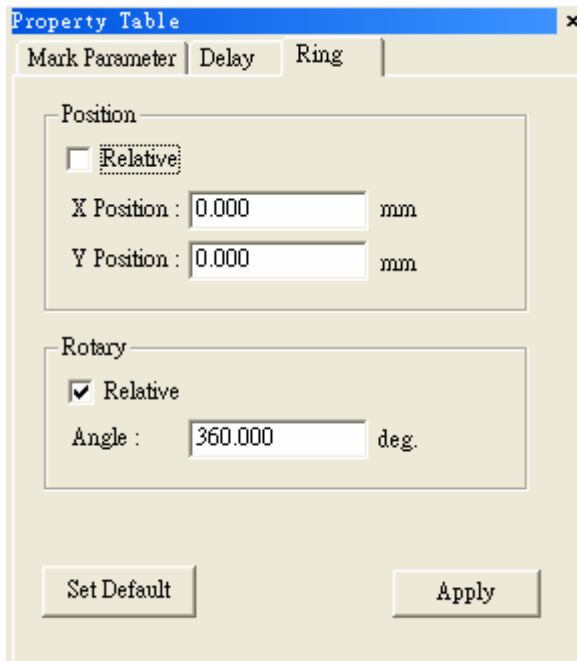 Property Table
Mark Parameter Delay Ring
Position
Relative
X Position : 0.000 mm
Y Position : 0.000 mm
Rotary
Relative
Angle : 360.000 deg.
Set Default Apply